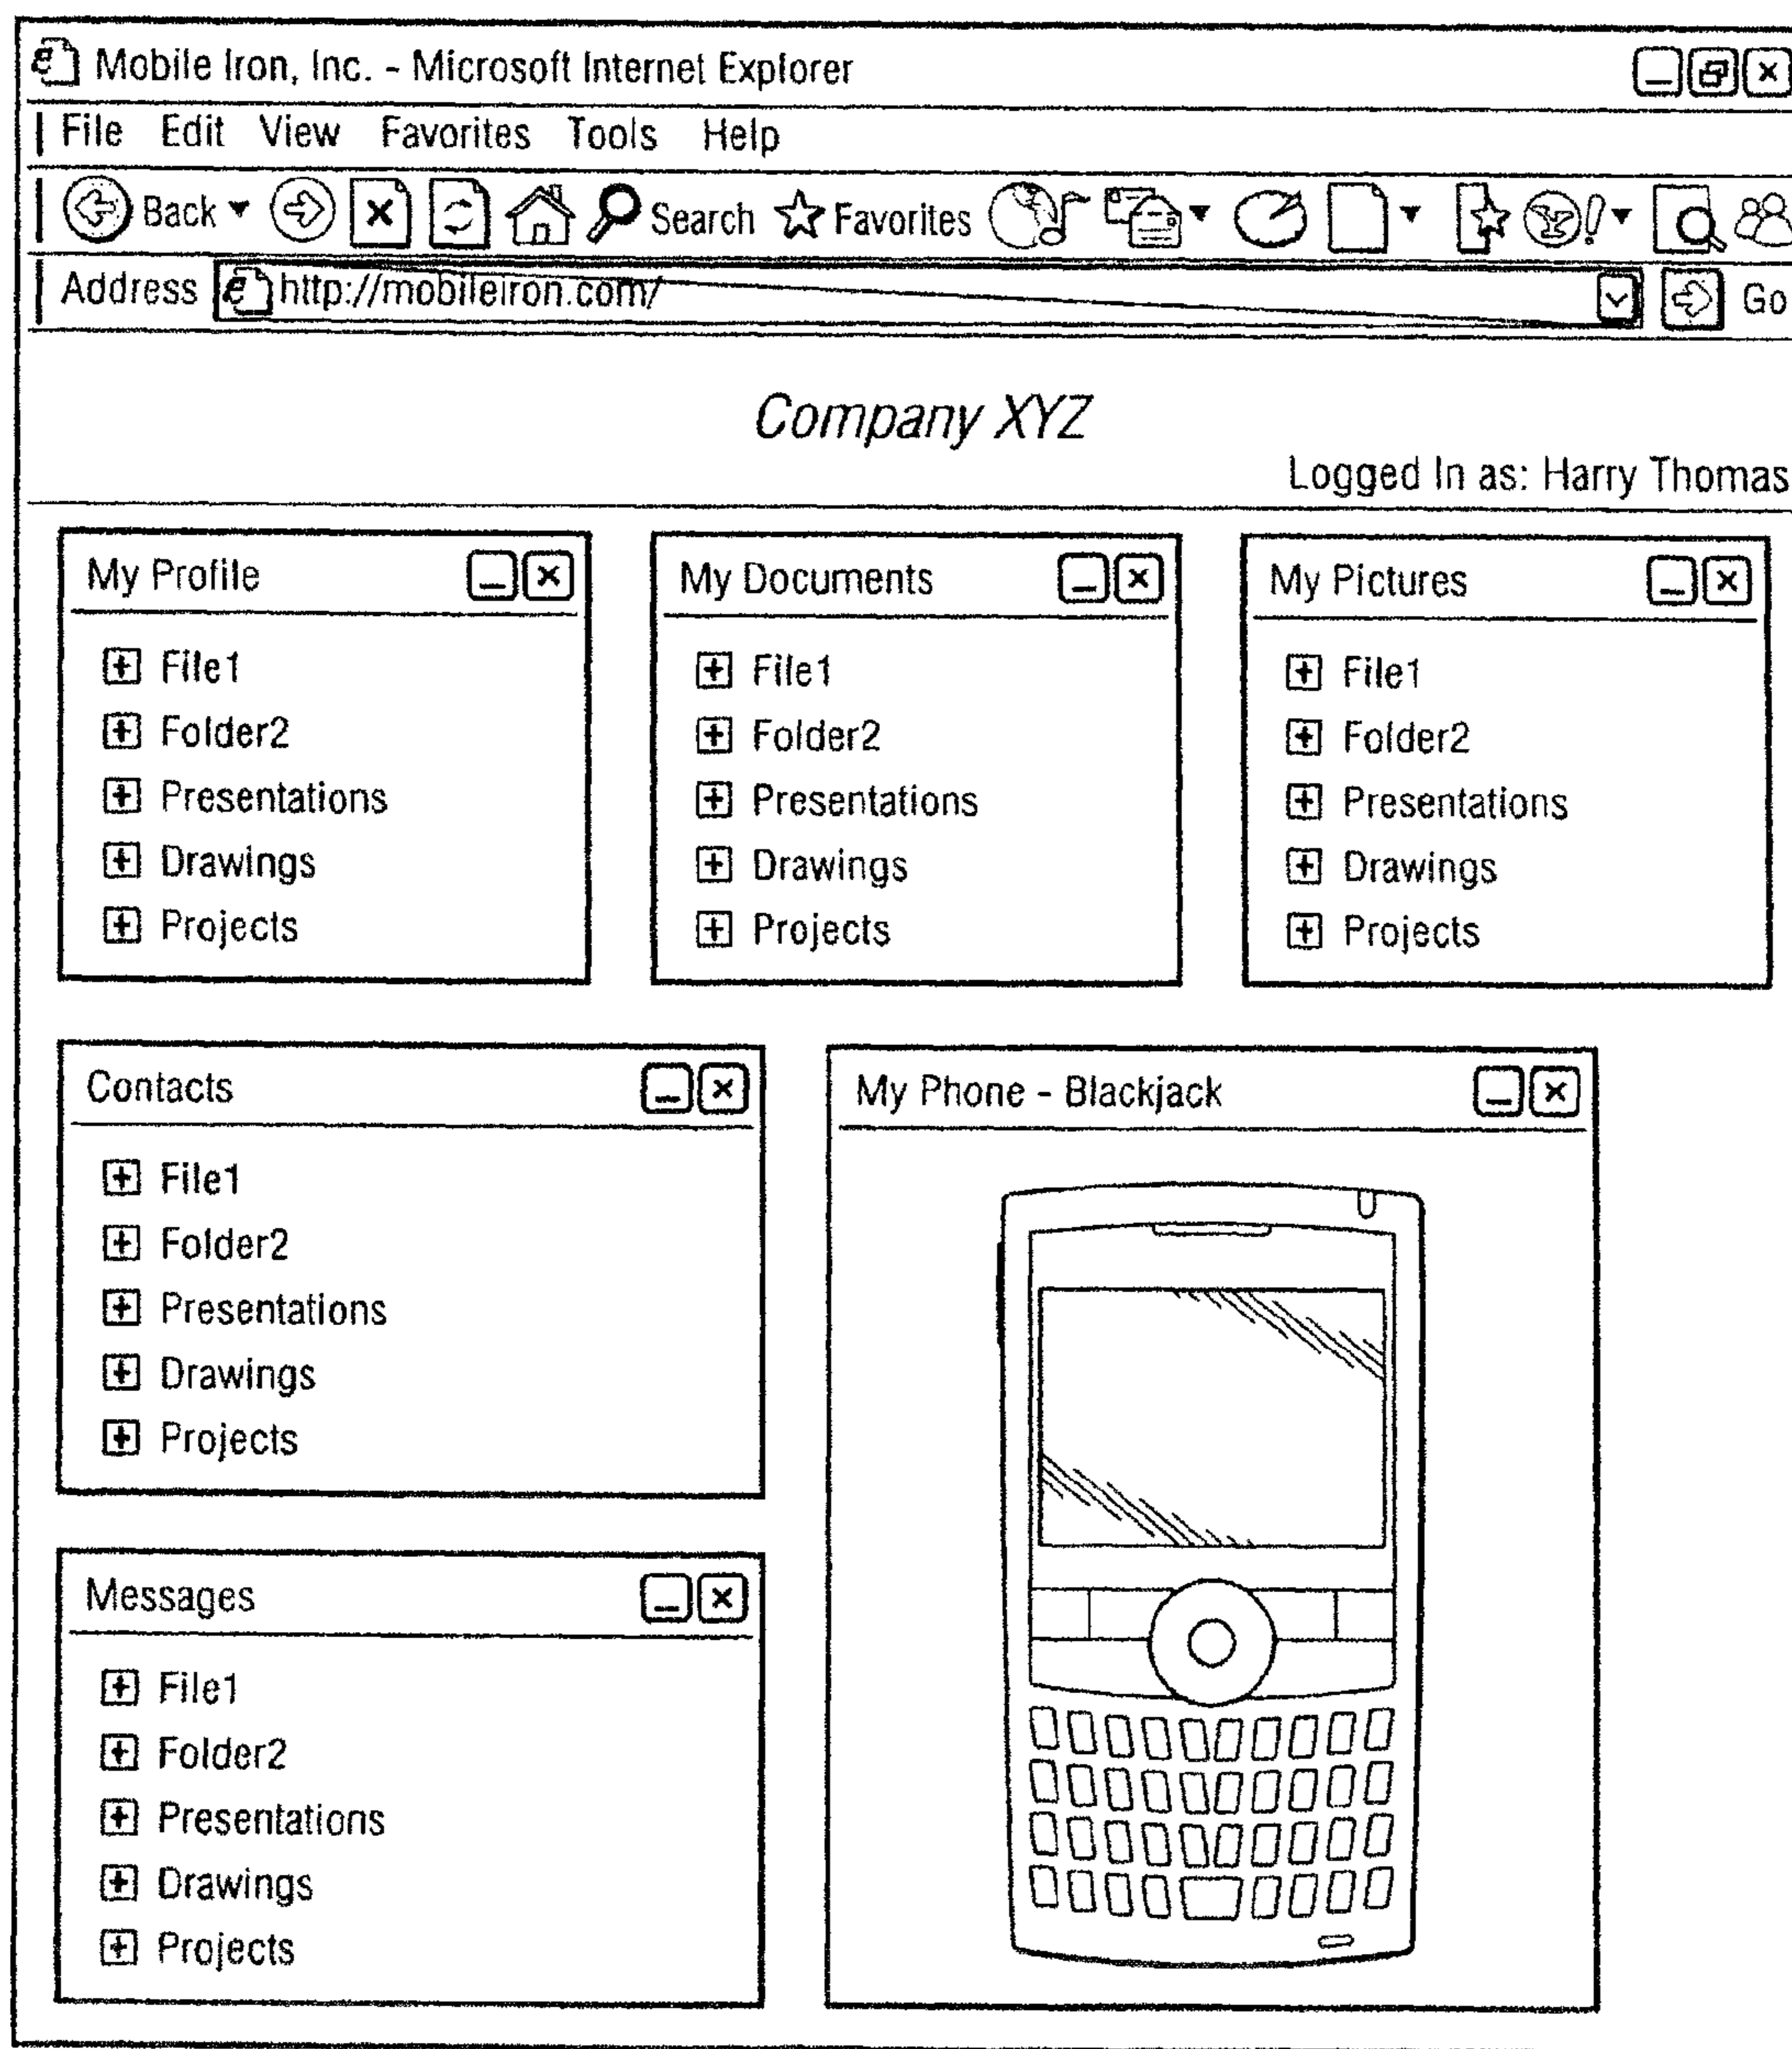 Mobile Iron, Inc. - Microsoft Internet Explorer
File Edit View Favorites Tools Help
Back Search Favorites
Address http://mobileiron.com/ Go
Company XYZ
Logged In as: Harry Thomas
My Profile
File1
Folder2
Presentations
Drawings
Projects
My Documents
File1
Folder2
Presentations
Drawings
Projects
My Pictures
File1
Folder2
Presentations
Drawings
Projects
Contacts
File1
Folder2
Presentations
Drawings
Projects
My Phone - Blackjack
Messages
File1
Folder2
Presentations
Drawings
Projects